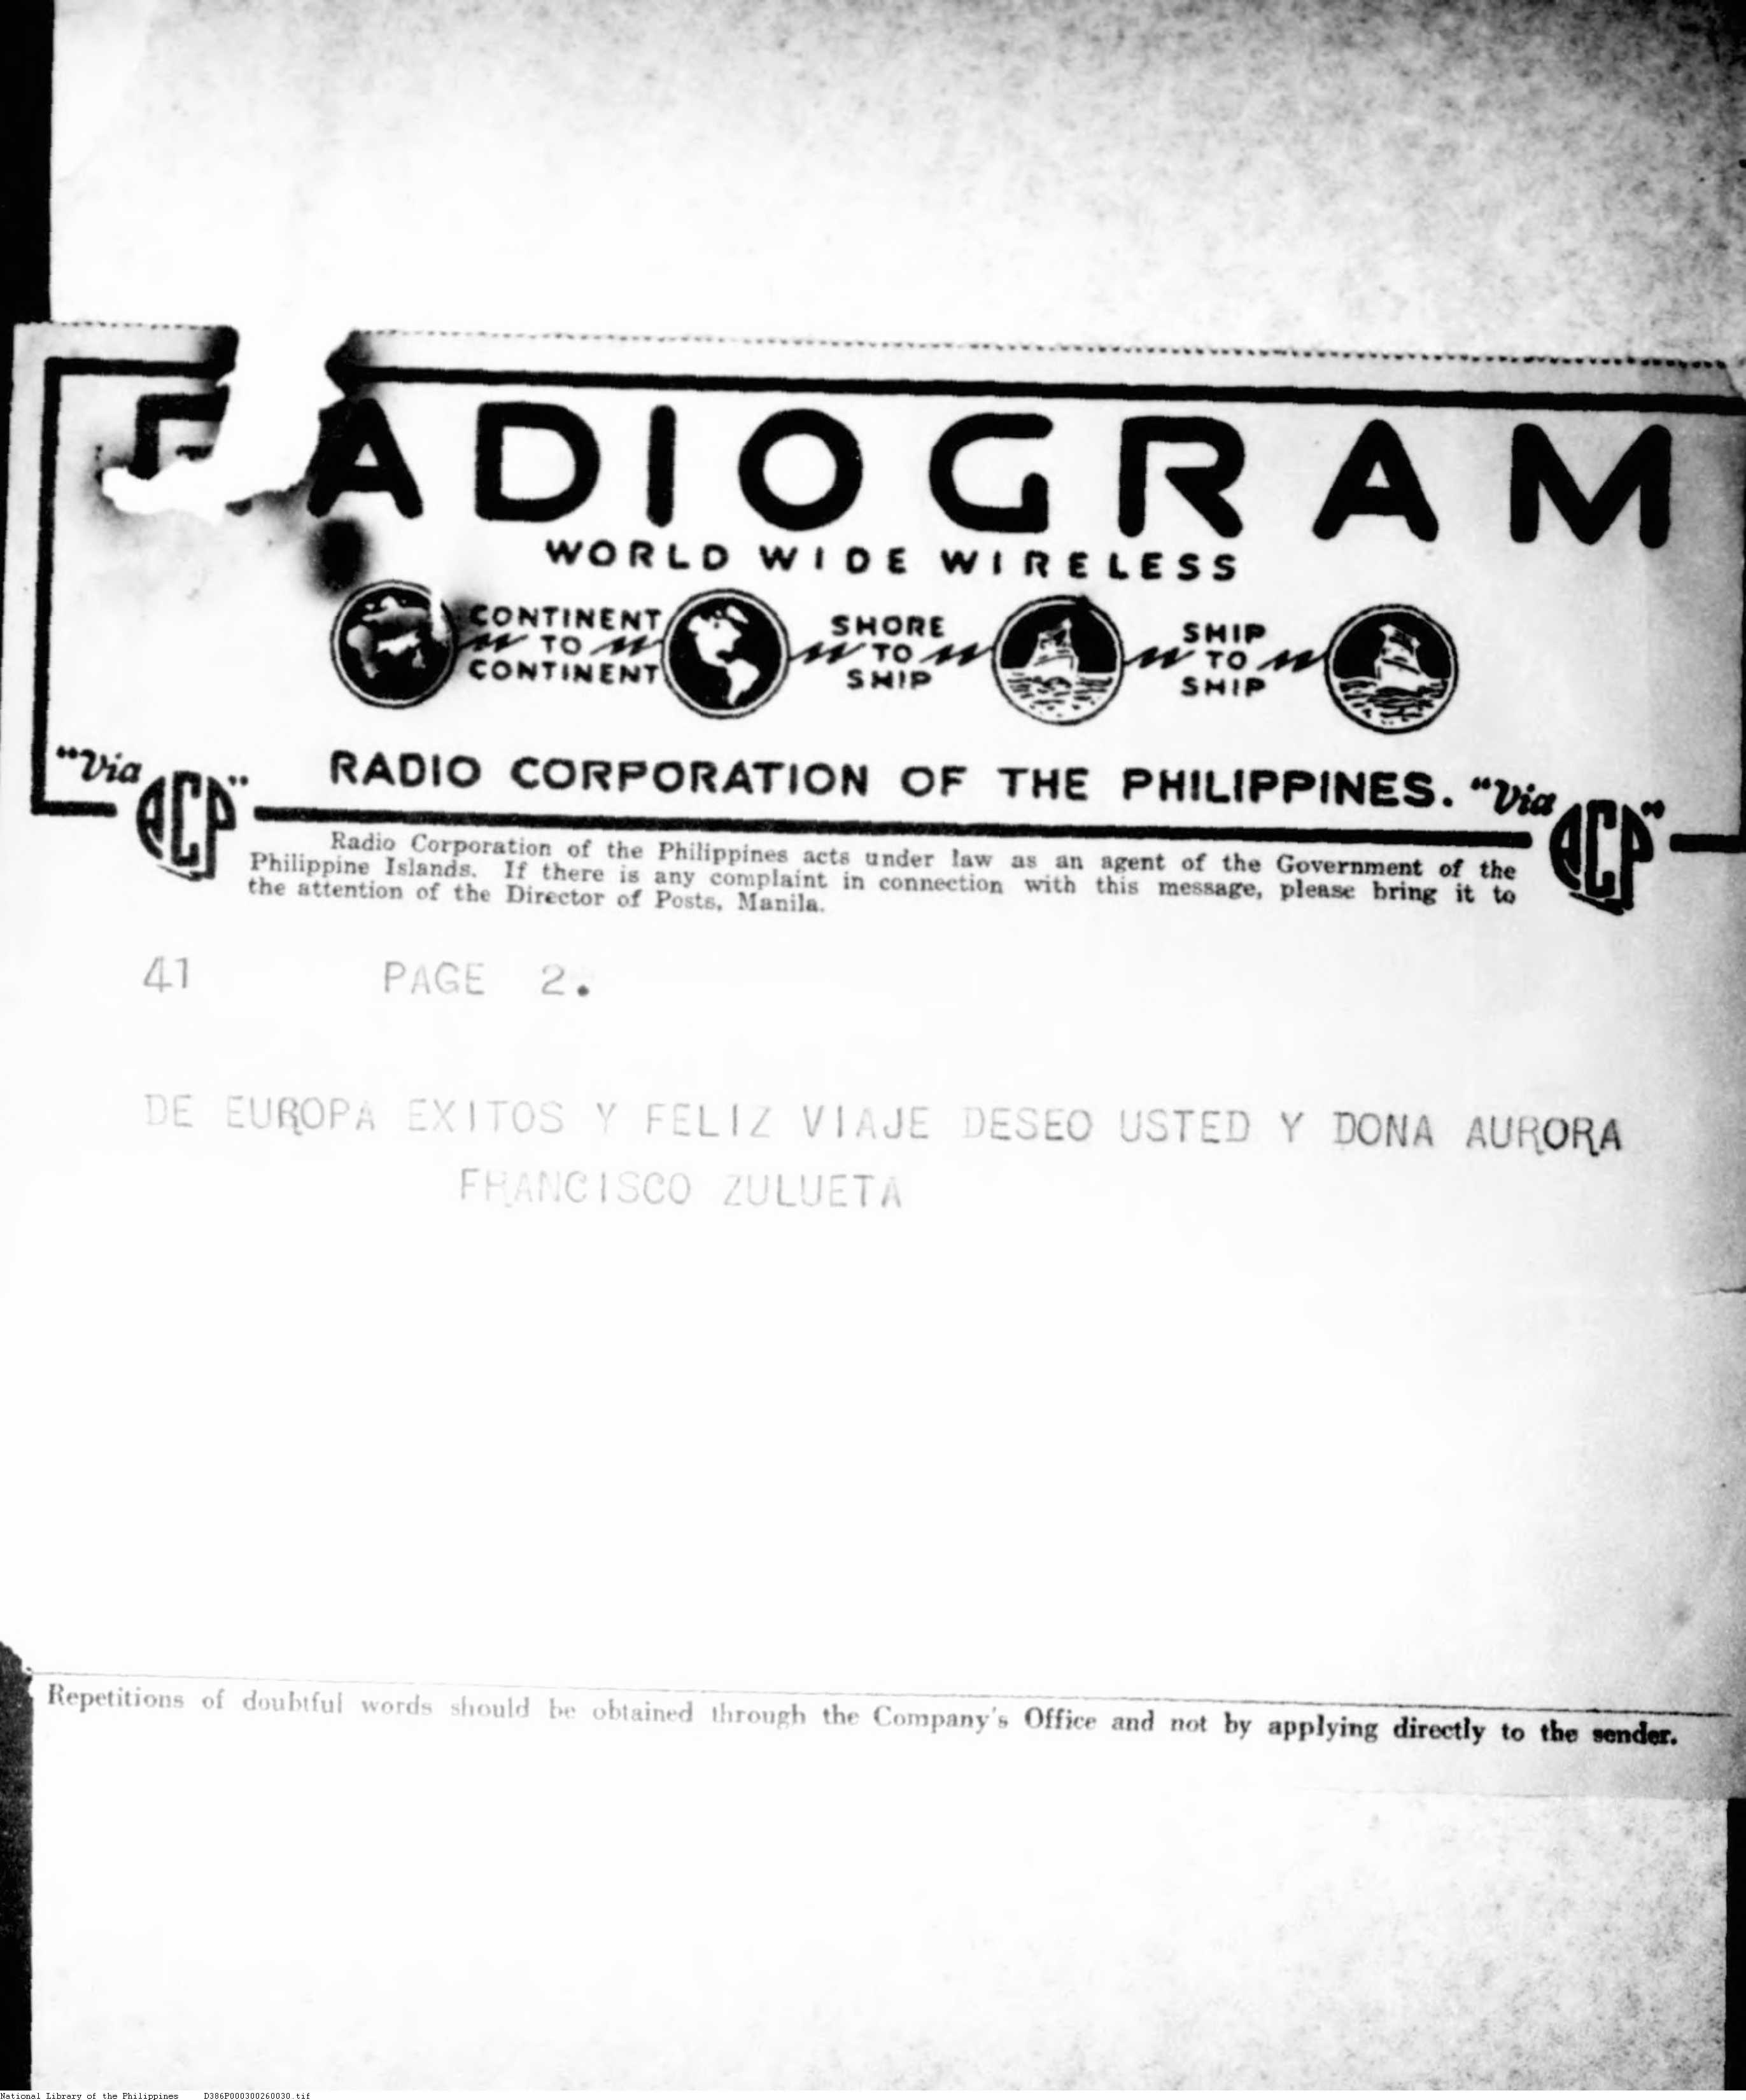 RADIOGRAM
WORLD WIDE WIRELESS
CONTINENT TO CONTINENT
SHORE TO SHIP
SHIP TO SHIP
"Via RCP"
RADIO CORPORATION OF THE PHILIPPINES.
"Via RCP"
Radio Corporation of the Philippines acts under law as an agent of the Government of the
Philippine Islands. If there is any complaint in connection with this message, please bring it to
the attention of the Director of Posts, Manila.
41 PAGE 2.
DE EUROPA EXITOS Y FELIZ VIAJE DESEO USTED Y DONA AURORA
FRANCISCO ZULUETA
Repetitions of doubtful words should be obtained through the Company's Office and not by applying directly to the sender.
National Library of the Philippines D386P000300260030.tif